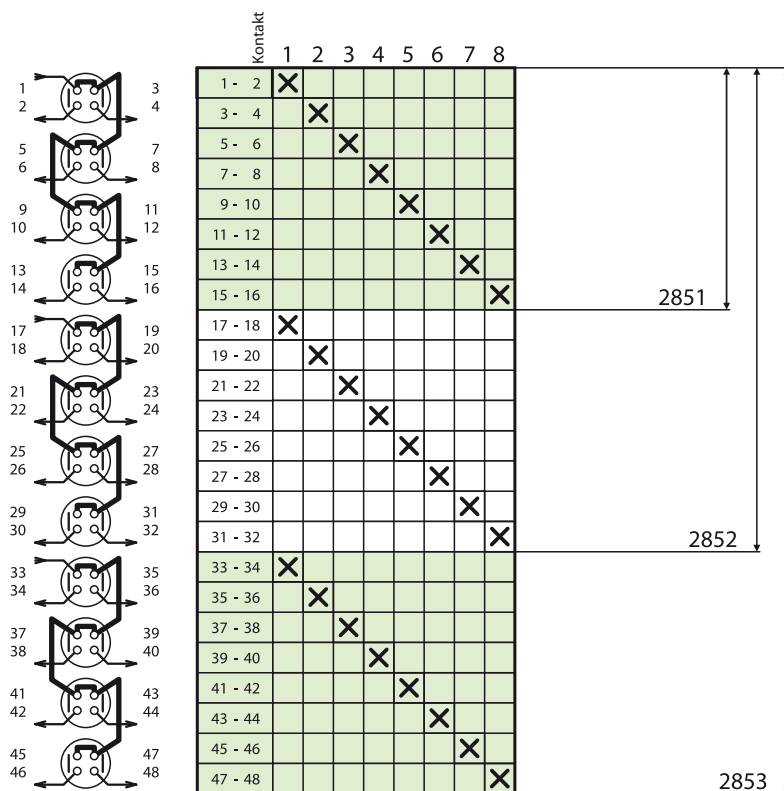 Kontakt 1 2 3 4 5 6 7 8
1 3
2 4
5 7
6 8
9 11
10 12
13 15
14 16
17 19
18 20
21 23
22 24
25 27
26 28
29 31
30 32
33 35
34 36
37 39
38 40
41 43
42 44
45 47
46 48
1 - 2 X
3 - 4 X
5 - 6 X
7 - 8 X
9 - 10 X
11 - 12 X
13 - 14 X
15 - 16 X
2851
17 - 18 X
19 - 20 X
21 - 22 X
23 - 24 X
25 - 26 X
27 - 28 X
29 - 30 X
31 - 32 X
2852
33 - 34 X
35 - 36 X
37 - 38 X
39 - 40 X
41 - 42 X
43 - 44 X
45 - 46 X
47 - 48 X
2853